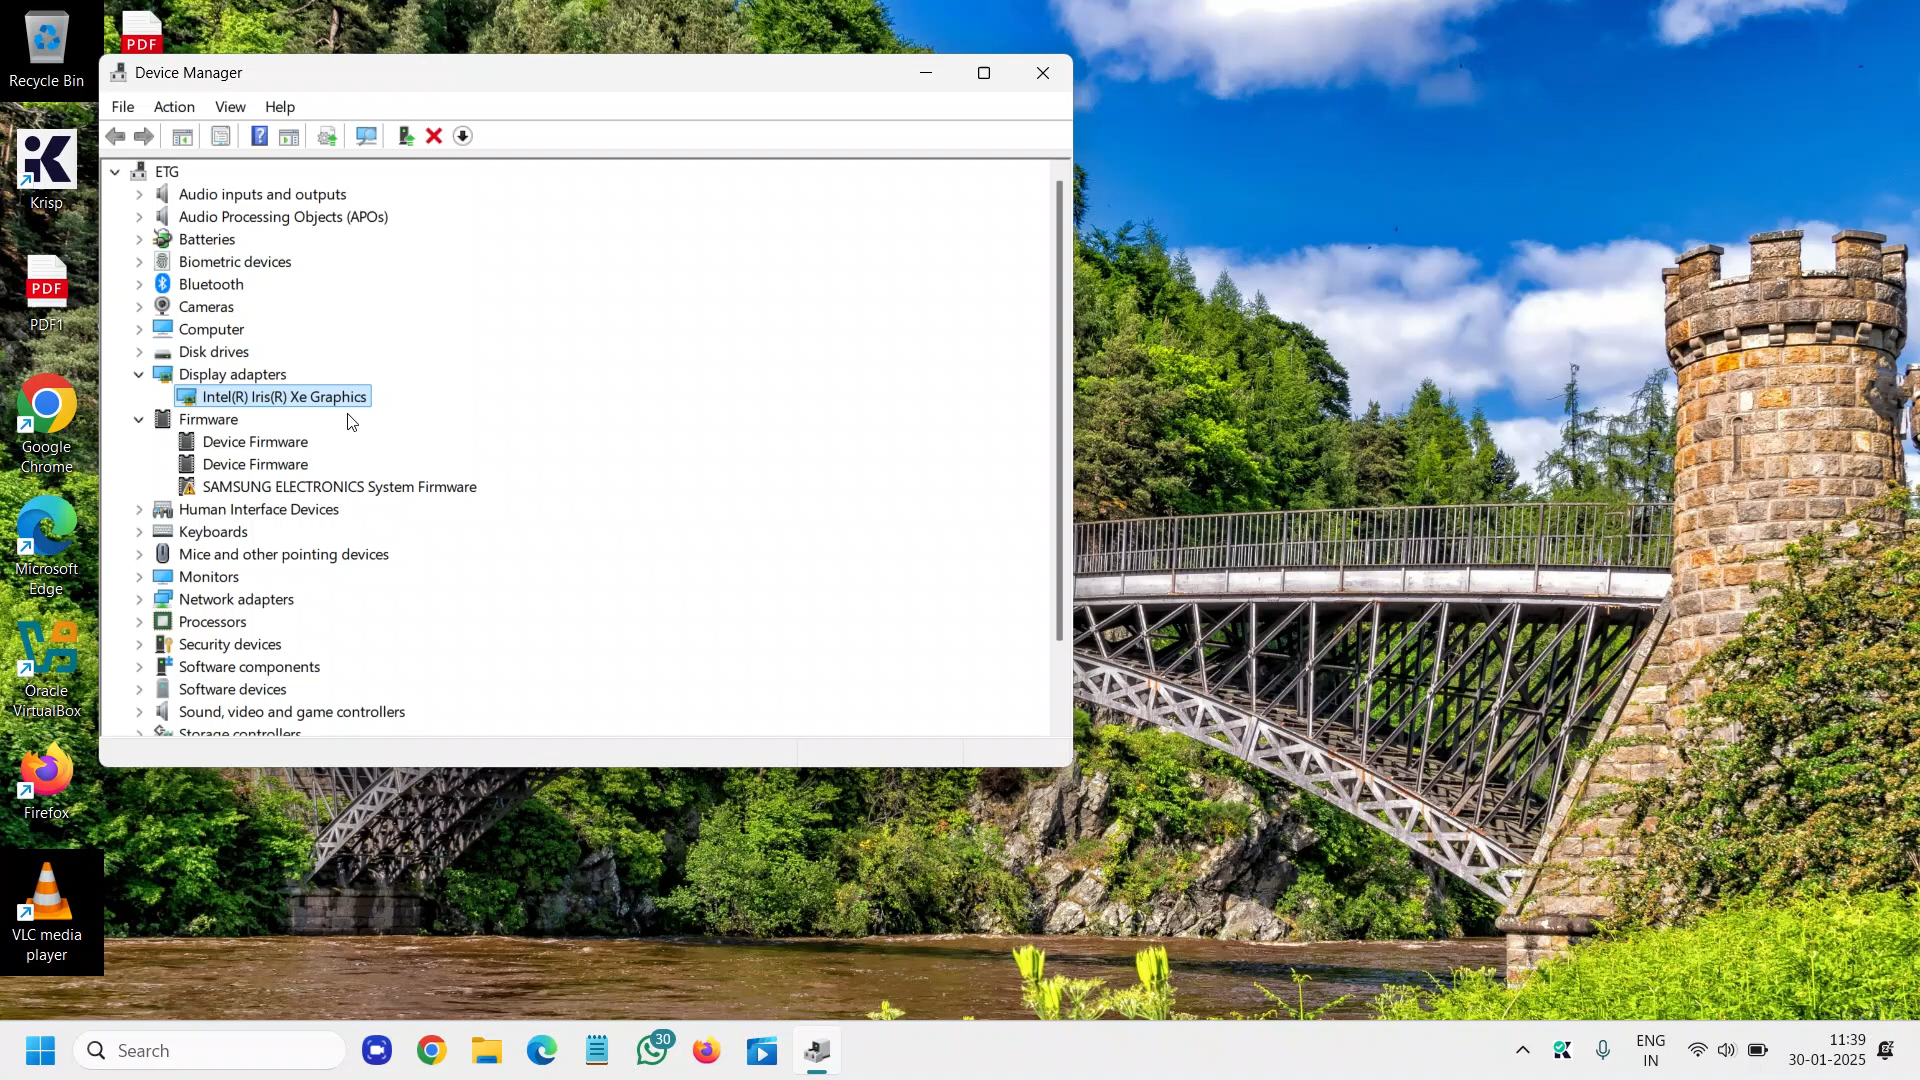 Recycle Bin
PDF
Krisp
PDF
PDF1
Google
Chrome
Microsoft
Edge
Oracle
VirtualBox
Firefox
VLC media
player
Device Manager
File Action View Help
ETG
Audio inputs and outputs
Audio Processing Objects (APOs)
Batteries
Biometric devices
Bluetooth
Cameras
Computer
Disk drives
Display adapters
Intel(R) Iris(R) Xe Graphics
Firmware
Device Firmware
Device Firmware
SAMSUNG ELECTRONICS System Firmware
Human Interface Devices
Keyboards
Mice and other pointing devices
Monitors
Network adapters
Processors
Security devices
Software components
Software devices
Sound, video and game controllers
Storage controllers
Search
30
ENG
IN
11:39
30-01-2025